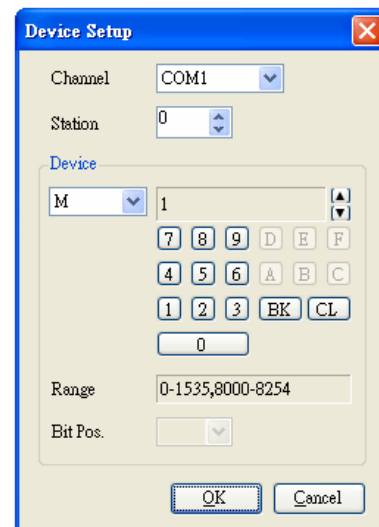 Device Setup
Channel COM1
Station 0
Device
M 1
7 8 9 D E F
4 5 6 A B C
1 2 3 BK CL
0
Range 0-1535,8000-8254
Bit Pos.
OK Cancel